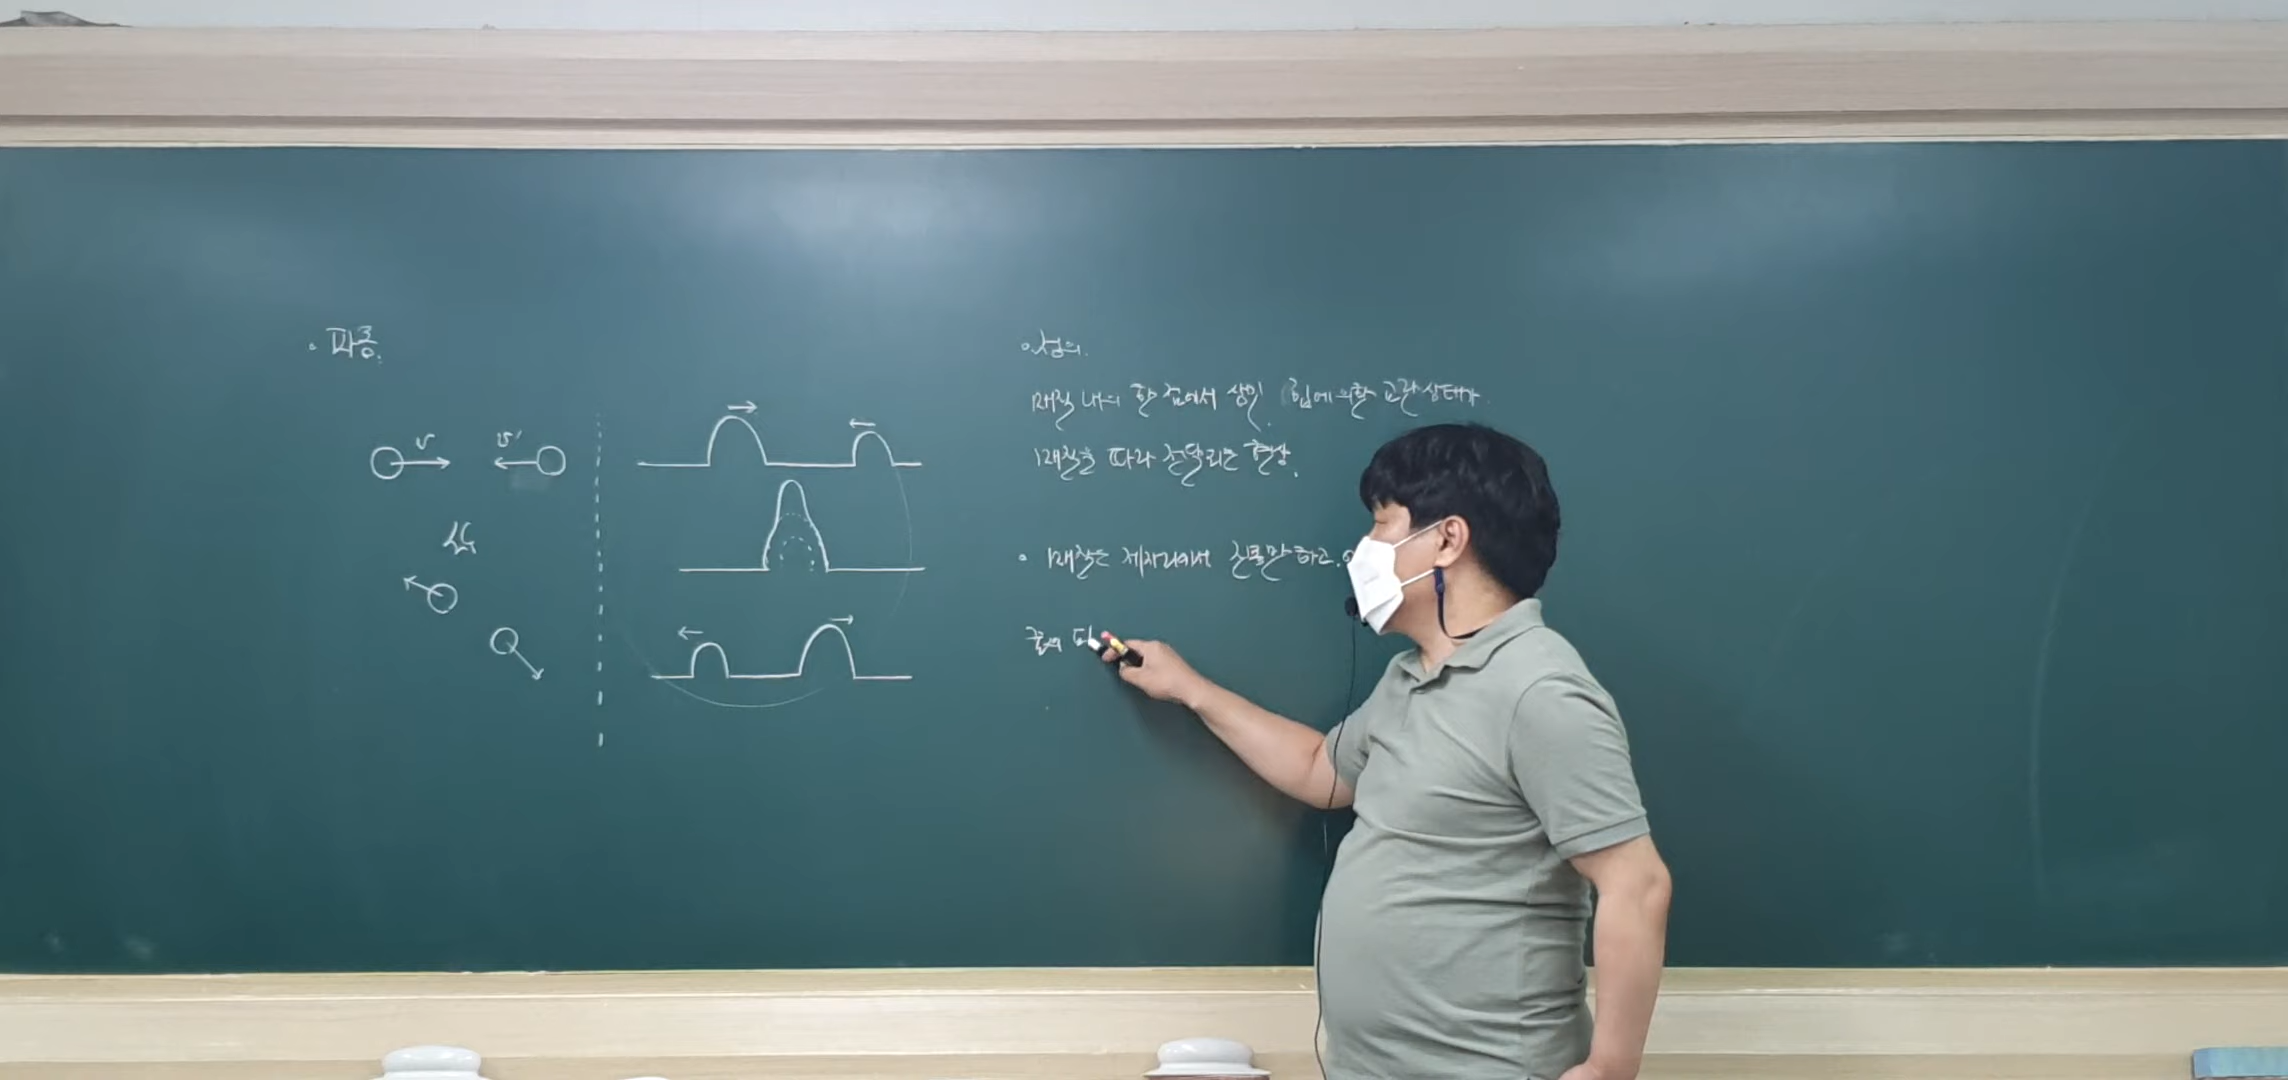 파동.
v v'
정의.
매질 내의 한 점에서 생긴 힘에 의한 교란상태가
매질을 따라 전달되는 현상.
매질은 제자리에서 진동만 하고.